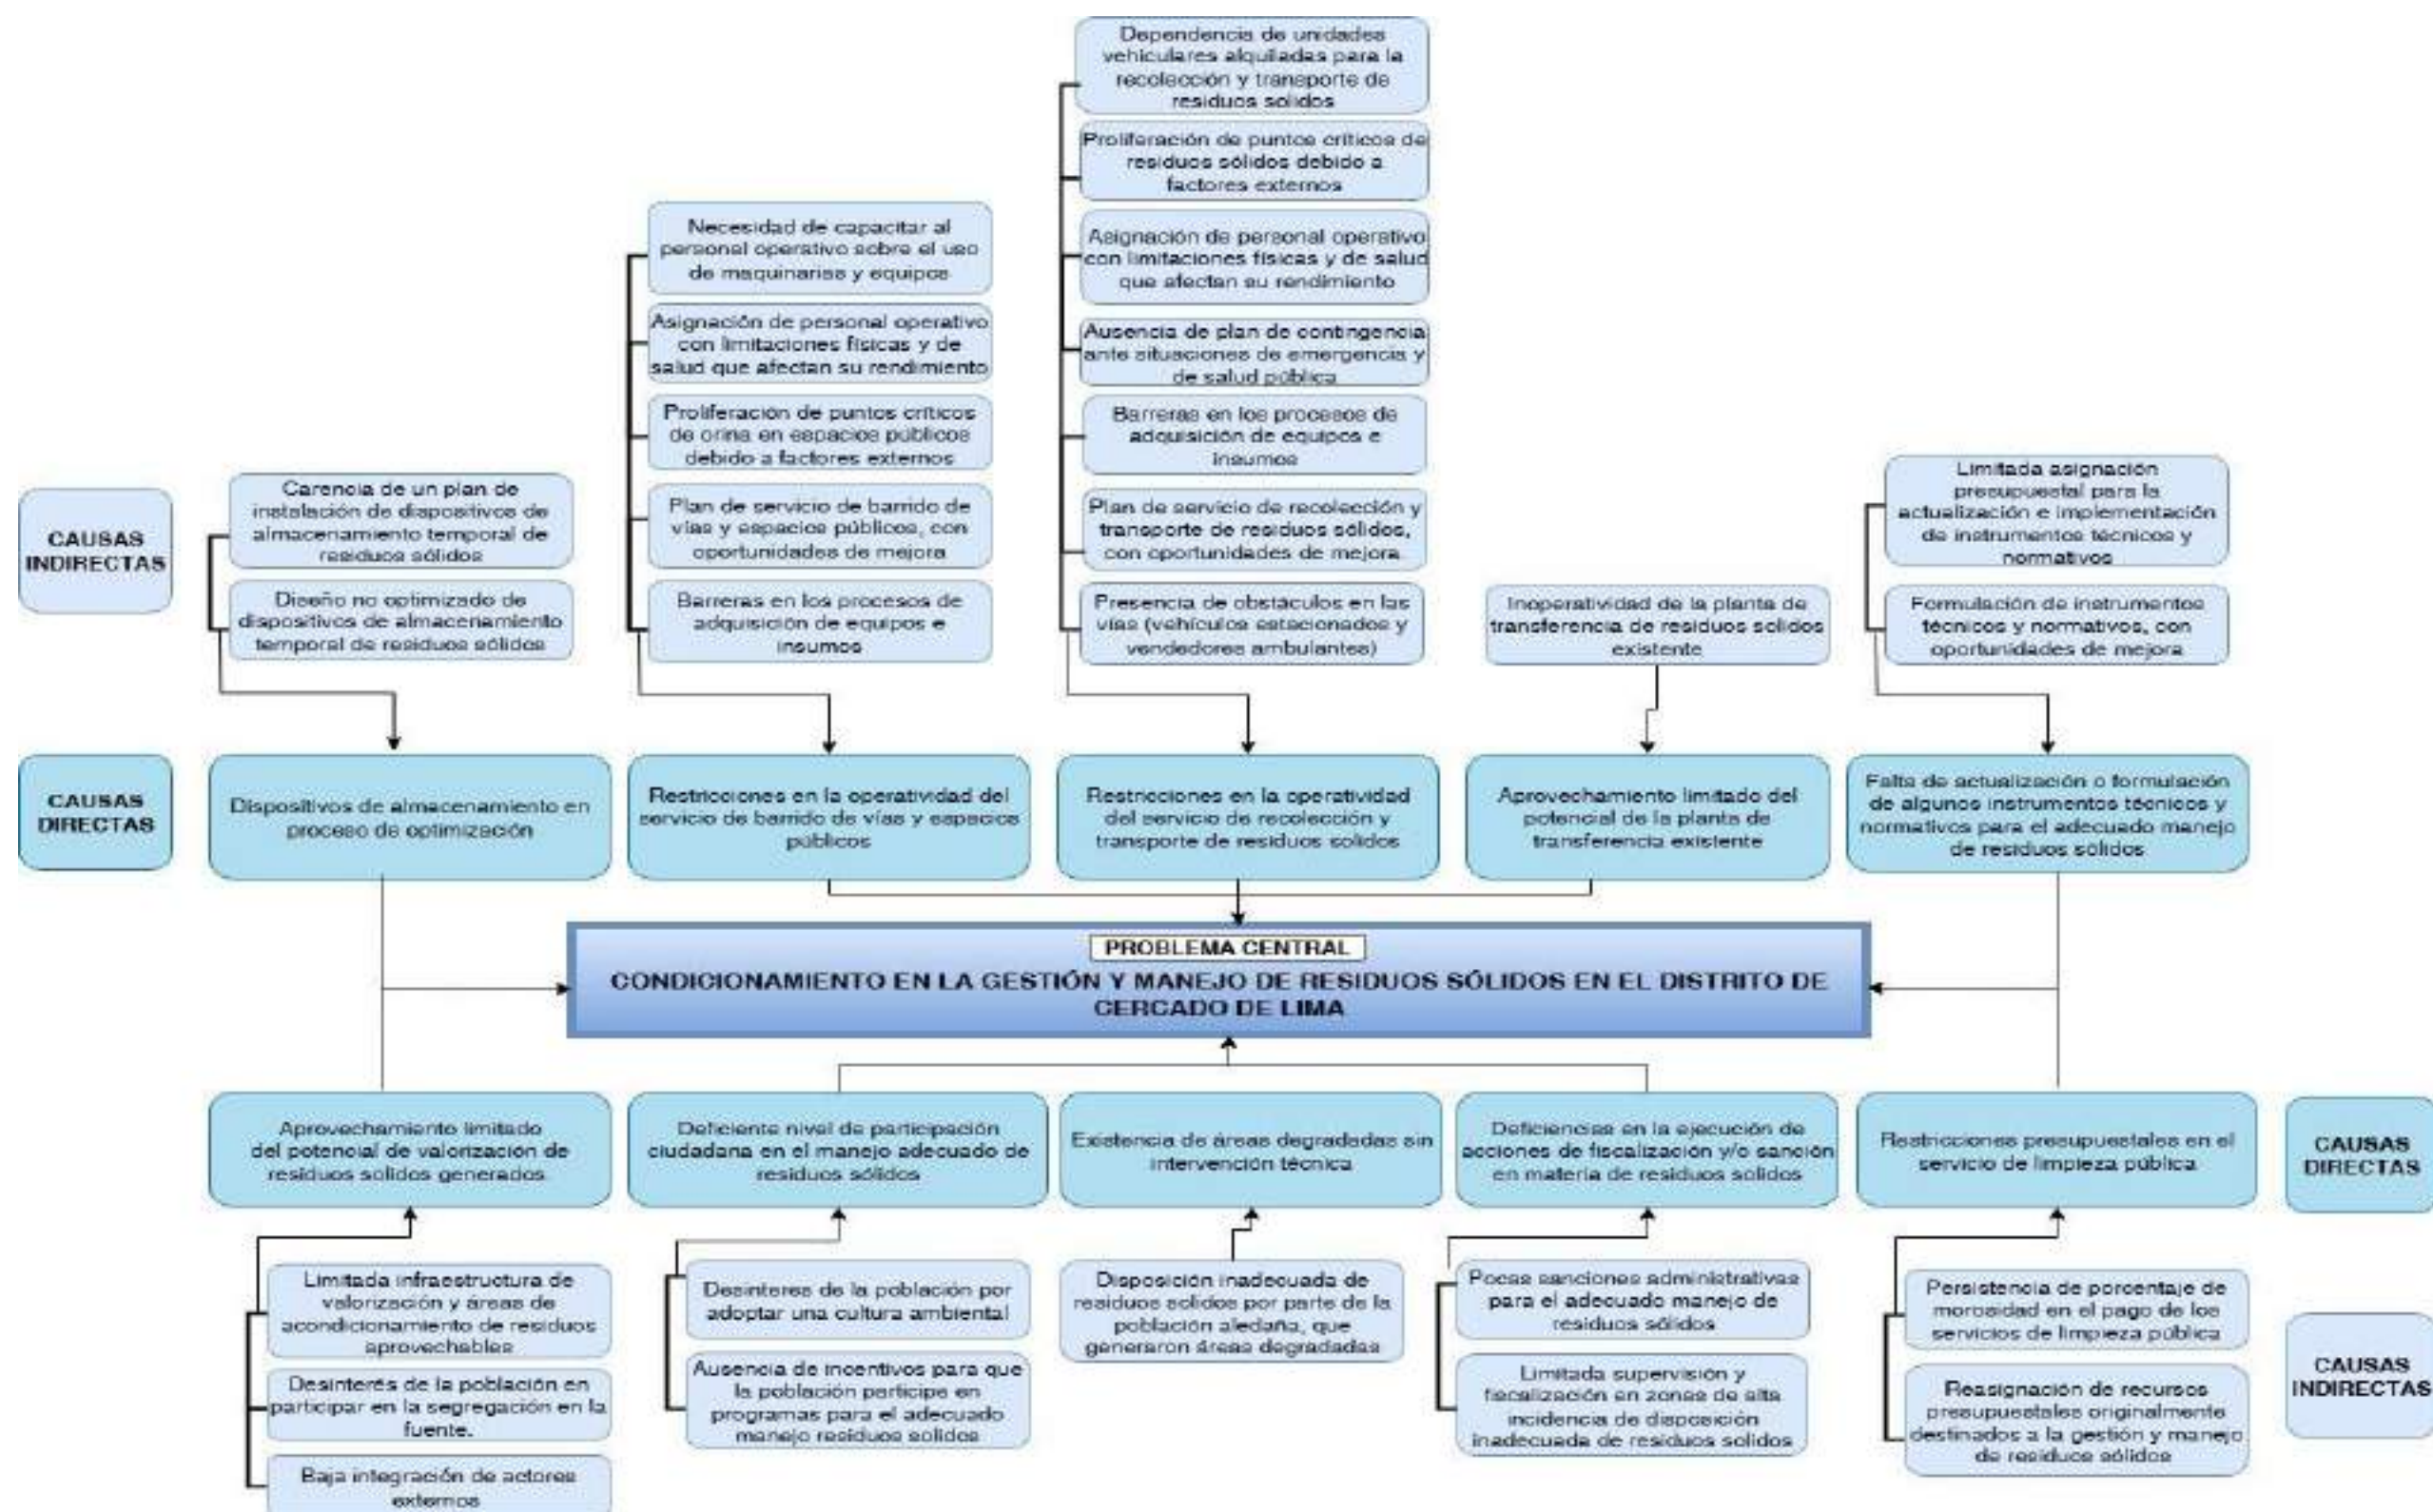 Dependencia de unidades
vehiculares alquiladas para la
recolección y transporte de
residuos solidos
Proliferación de puntos críticos de
residuos sólidos debido a
factores externos
Asignación de personal operativo
con limitaciones físicas y de salud
que afectan su rendimiento
Ausencia de plan de contingencia
ante situaciones de emergencia y
de salud pública
Barreras en los procesos de
adquisición de equipos e
insumos
Plan de servicio de recolección y
transporte de residuos sólidos,
con oportunidades de mejora.
Presencia de obstáculos en las
vías (vehículos estacionados y
vendedores ambulantes)
Necesidad de capacitar al
personal operativo sobre el uso
de maquinarias y equipos
Asignación de personal operativo
con limitaciones físicas y de
salud que afectan su rendimiento
Proliferación de puntos críticos
de orina en espacios públicos
debido a factores externos
Plan de servicio de barrido de
vías y espacios públicos, con
oportunidades de mejora
Barreras en los procesos de
adquisición de equipos e
insumos
CAUSAS
INDIRECTAS
Carencia de un plan de
instalación de dispositivos de
almacenamiento temporal de
residuos sólidos
Diseño no optimizado de
dispositivos de almacenamiento
temporal de residuos sólidos
Inoperatividad de la planta de
transferencia de residuos solidos
existente
Limitada asignación
presupuestal para la
actualización e implementación
de instrumentos técnicos y
normativos
Formulación de instrumentos
técnicos y normativos, con
oportunidades de mejora
CAUSAS
DIRECTAS
Dispositivos de almacenamiento en
proceso de optimización
Restricciones en la operatividad del
servicio de barrido de vías y espacios
públicos
Restricciones en la operatividad
del servicio de recolección y
transporte de residuos solidos
Aprovechamiento limitado del
potencial de la planta de
transferencia existente
Falta de actualización o formulación
de algunos instrumentos técnicos y
normativos para el adecuado manejo
de residuos sólidos
PROBLEMA CENTRAL
CONDICIONAMIENTO EN LA GESTIÓN Y MANEJO DE RESIDUOS SÓLIDOS EN EL DISTRITO DE
CERCADO DE LIMA
Aprovechamiento limitado
del potencial de valorización de
residuos solidos generados.
Deficiente nivel de participación
ciudadana en el manejo adecuado de
residuos sólidos
Existencia de áreas degradadas sin
intervención técnica
Deficiencias en la ejecución de
acciones de fiscalización y/o sanción
en materia de residuos solidos
Restricciones presupuestales en el
servicio de limpieza pública
CAUSAS
DIRECTAS
Limitada infraestructura de
valorización y áreas de
acondicionamiento de residuos
aprovechables
Desinterés de la población en
participar en la segregación en la
fuente.
Baja integración de actores
externos
Desinteres de la población por
adoptar una cultura ambiental
Ausencia de incentivos para que
la población participe en
programas para el adecuado
manejo residuos solidos
Disposición inadecuada de
residuos solidos por parte de la
población aledaña, que
generaron áreas degradadas
Pocas sanciones administrativas
para el adecuado manejo de
residuos sólidos
Limitada supervisión y
fiscalización en zonas de alta
incidencia de disposición
inadecuada de residuos solidos
Persistencia de porcentaje de
morosidad en el pago de los
servicios de limpieza pública
Reasignación de recursos
presupuestales originalmente
destinados a la gestión y manejo
de residuos sólidos
CAUSAS
INDIRECTAS